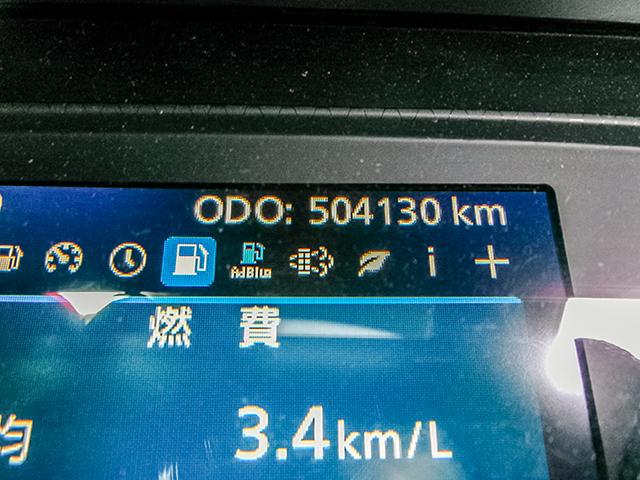 ODO: 504130 km
AdBlue i
燃 費
均 3.4km/L